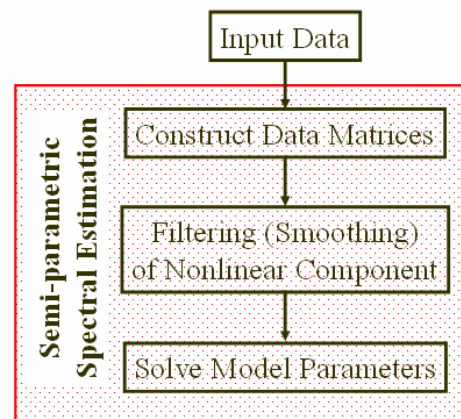 Input Data
Semi-parametric
Spectral Estimation
Construct Data Matrices
Filtering (Smoothing)
of Nonlinear Component
Solve Model Parameters